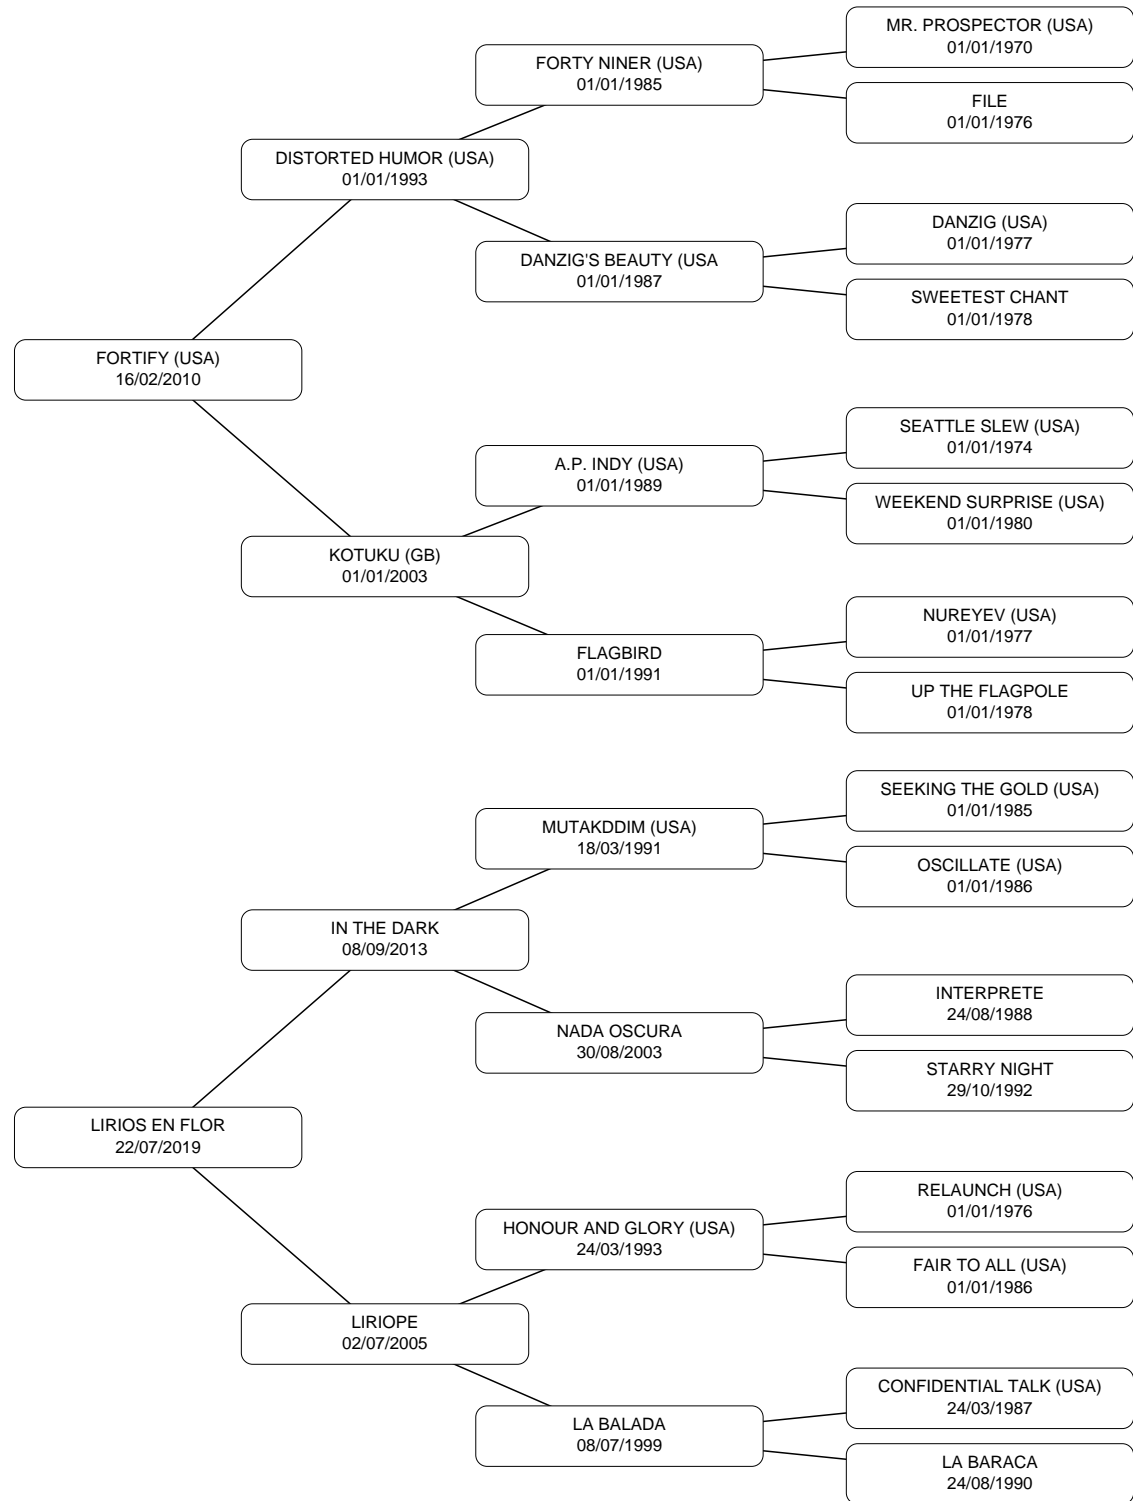 MR. PROSPECTOR (USA)
01/01/1970
FORTY NINER (USA)
01/01/1985
FILE
01/01/1976
DISTORTED HUMOR (USA)
01/01/1993
DANZIG (USA)
01/01/1977
DANZIG'S BEAUTY (USA
01/01/1987
SWEETEST CHANT
01/01/1978
FORTIFY (USA)
16/02/2010
SEATTLE SLEW (USA)
01/01/1974
A.P. INDY (USA)
01/01/1989
WEEKEND SURPRISE (USA)
01/01/1980
KOTUKU (GB)
01/01/2003
NUREYEV (USA)
01/01/1977
FLAGBIRD
01/01/1991
UP THE FLAGPOLE
01/01/1978
SEEKING THE GOLD (USA)
01/01/1985
MUTAKDDIM (USA)
18/03/1991
OSCILLATE (USA)
01/01/1986
IN THE DARK
08/09/2013
INTERPRETE
24/08/1988
NADA OSCURA
30/08/2003
STARRY NIGHT
29/10/1992
LIRIOS EN FLOR
22/07/2019
RELAUNCH (USA)
01/01/1976
HONOUR AND GLORY (USA)
24/03/1993
FAIR TO ALL (USA)
01/01/1986
LIRIOPE
02/07/2005
CONFIDENTIAL TALK (USA)
24/03/1987
LA BALADA
08/07/1999
LA BARACA
24/08/1990